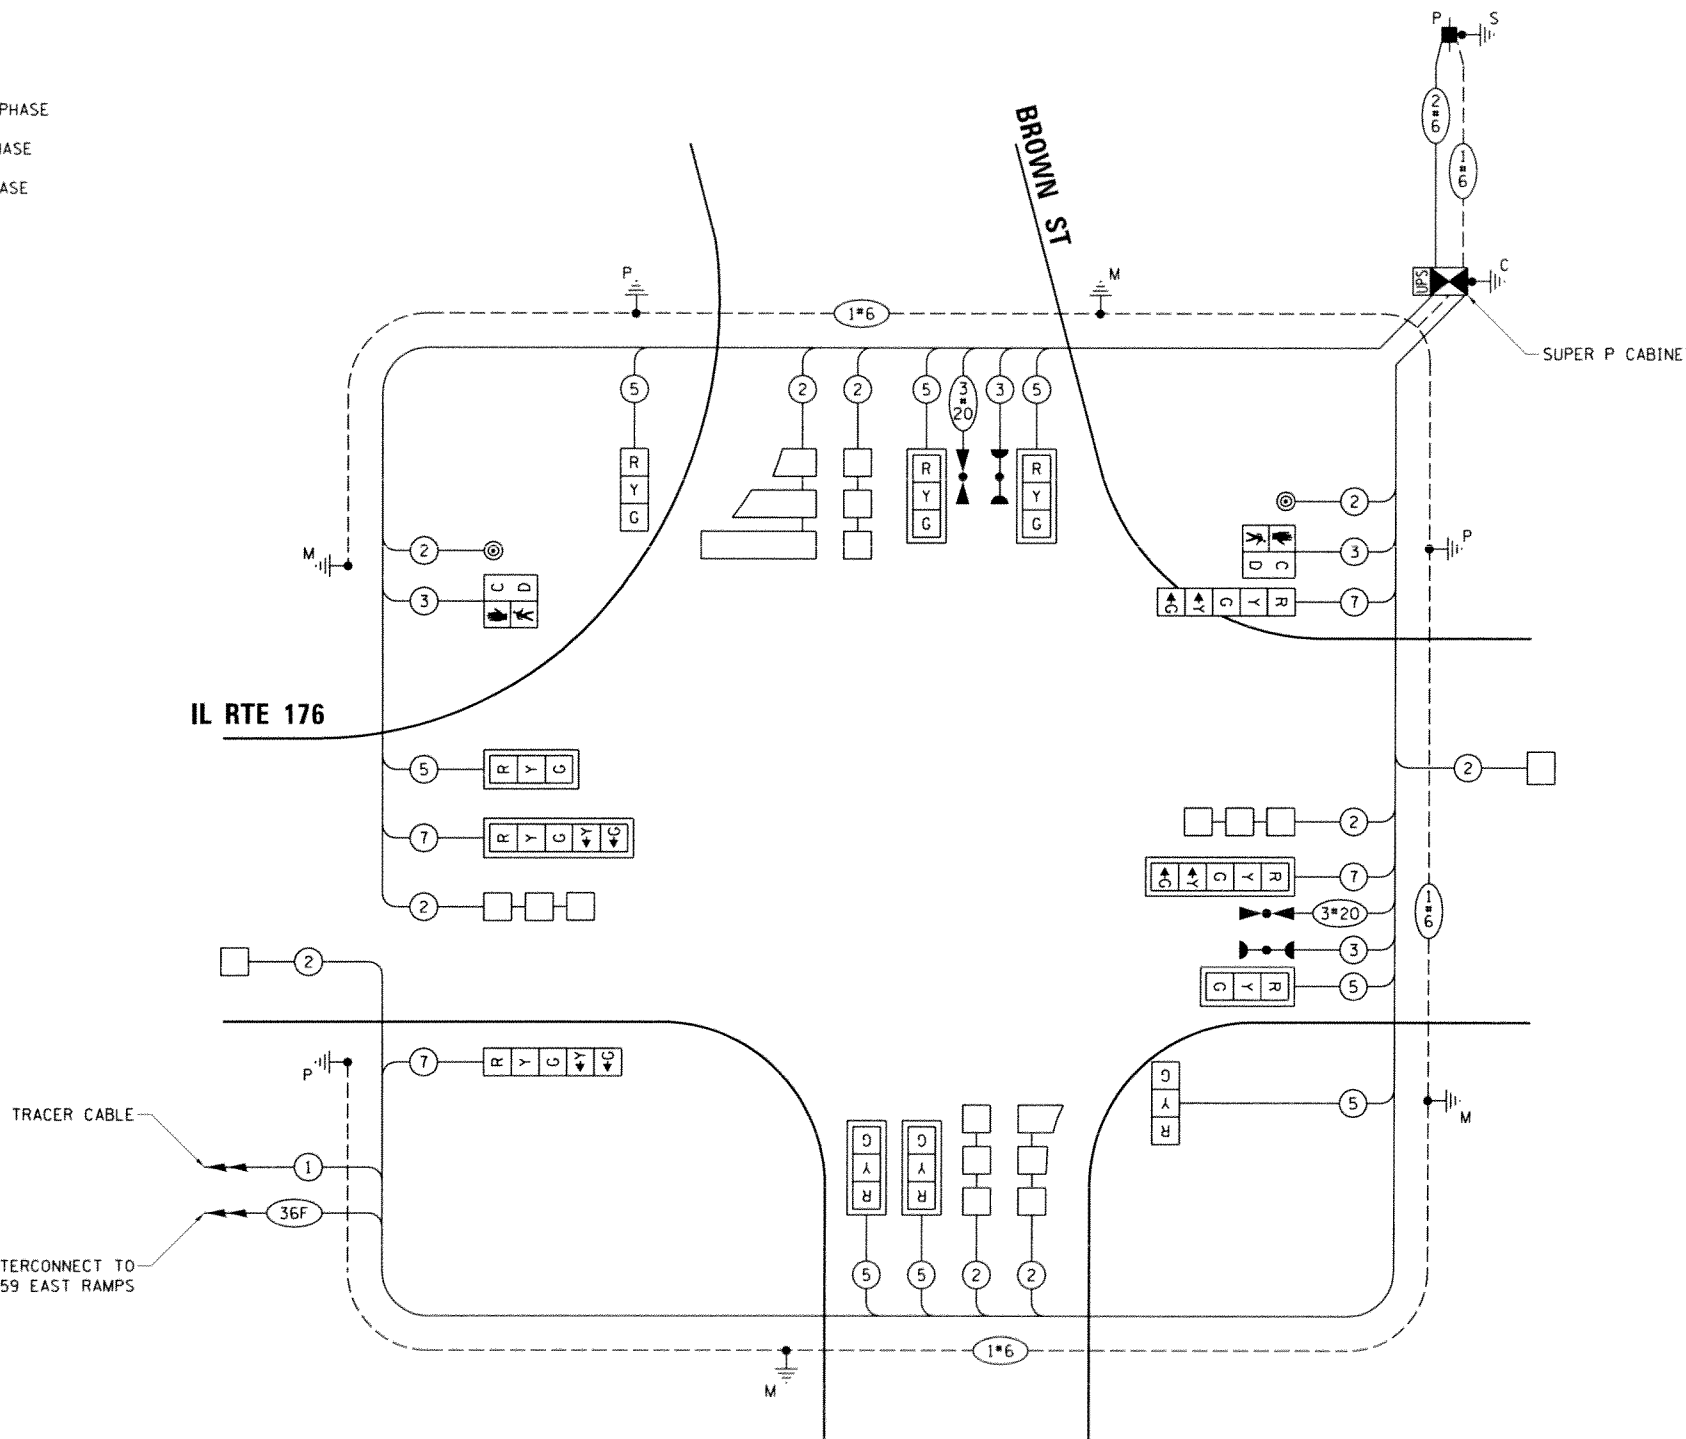 P
S
PHASE
2#6
BROWN ST
1#6
P
M
UPS
C
1#6
SUPER P CABINE
5
2
2
5
3#20
3
5
R
Y
G
R
Y
G
R
Y
G
2
M
2
3
C D
P
3
D C
←G ←Y G Y R
7
IL RTE 176
5
R Y G
2
7
R Y G ←Y ←G
2
←G ←Y G Y R
7
2
3#20
1#6
2
3
G Y R
5
P
7
R Y G ←Y ←G
G
Y
R
5
M
TRACER CABLE
1
G
Y
R
G
Y
R
36F
TERCONNECT TO
59 EAST RAMPS
5
5
2
2
1#6
M